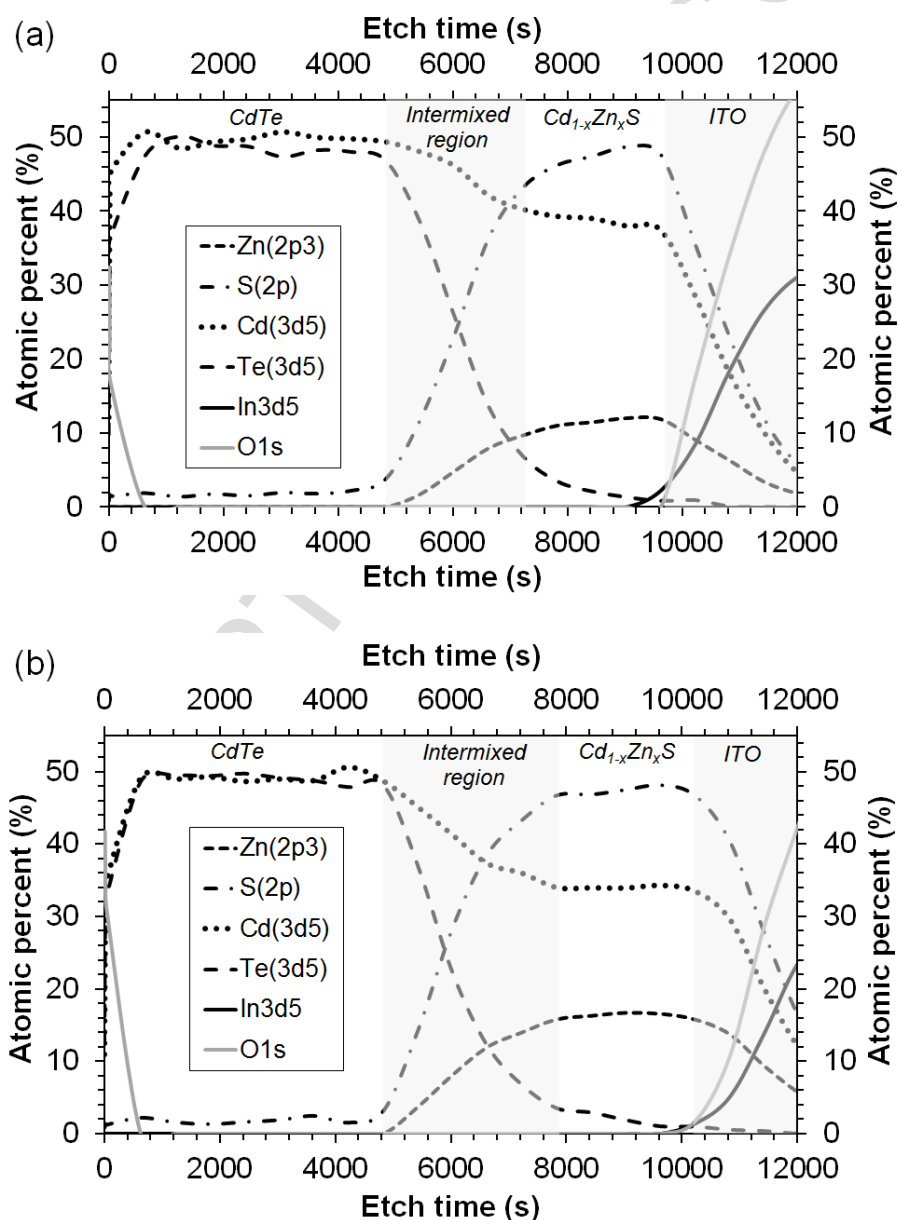 (a)
Etch time (s)
0 2000 4000 6000 8000 10000 12000
CdTe
Intermixed region
Cd1-xZnxS
ITO
Atomic percent (%)
50
40
30
20
10
0
Zn(2p3)
S(2p)
Cd(3d5)
Te(3d5)
In3d5
O1s
50
40
30
20
10
0
Atomic percent (%)
0 2000 4000 6000 8000 10000 12000
Etch time (s)
(b)
Etch time (s)
0 2000 4000 6000 8000 10000 12000
CdTe
Intermixed region
Cd1-xZnxS
ITO
Atomic percent (%)
50
40
30
20
10
0
Zn(2p3)
S(2p)
Cd(3d5)
Te(3d5)
In3d5
O1s
50
40
30
20
10
0
Atomic percent (%)
0 2000 4000 6000 8000 10000 12000
Etch time (s)